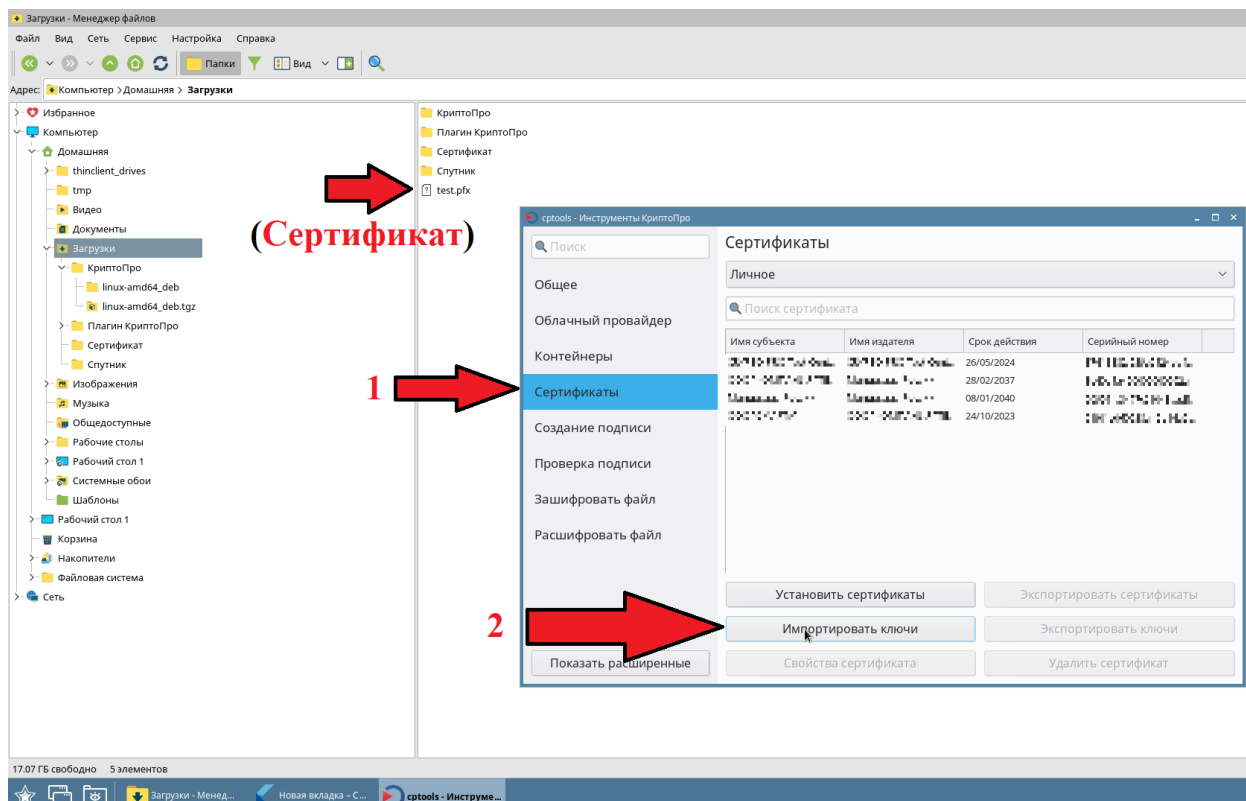 Загрузки - Менеджер файлов
Файл Вид Сеть Сервис Настройка Справка
Папки Вид
Адрес: Компьютер > Домашняя > Загрузки
Избранное
Компьютер
Домашняя
thinclient_drives
tmp
Видео
Документы
Загрузки
КриптоПро
linux-amd64_deb
linux-amd64_deb.tgz
Плагин КриптоПро
Сертификат
Спутник
Изображения
Музыка
Общедоступные
Рабочие столы
Рабочий стол 1
Системные обои
Шаблоны
Рабочий стол 1
Корзина
Накопители
Файловая система
Сеть
КриптоПро
Плагин КриптоПро
Сертификат
Спутник
test.pfx
(Сертификат)
1
2
cptools - Инструменты КриптоПро
Поиск
Общее
Облачный провайдер
Контейнеры
Сертификаты
Создание подписи
Проверка подписи
Зашифровать файл
Расшифровать файл
Показать расширенные
Сертификаты
Личное
Поиск сертификата
Имя субъекта Имя издателя Срок действия Серийный номер
26/05/2024
28/02/2037
08/01/2040
24/10/2023
Установить сертификаты Экспортировать сертификаты
Импортировать ключи Экспортировать ключи
Свойства сертификата Удалить сертификат
17.07 ГБ свободно 5 элементов
Загрузки - Менед... Новая вкладка – С... cptools - Инструме...